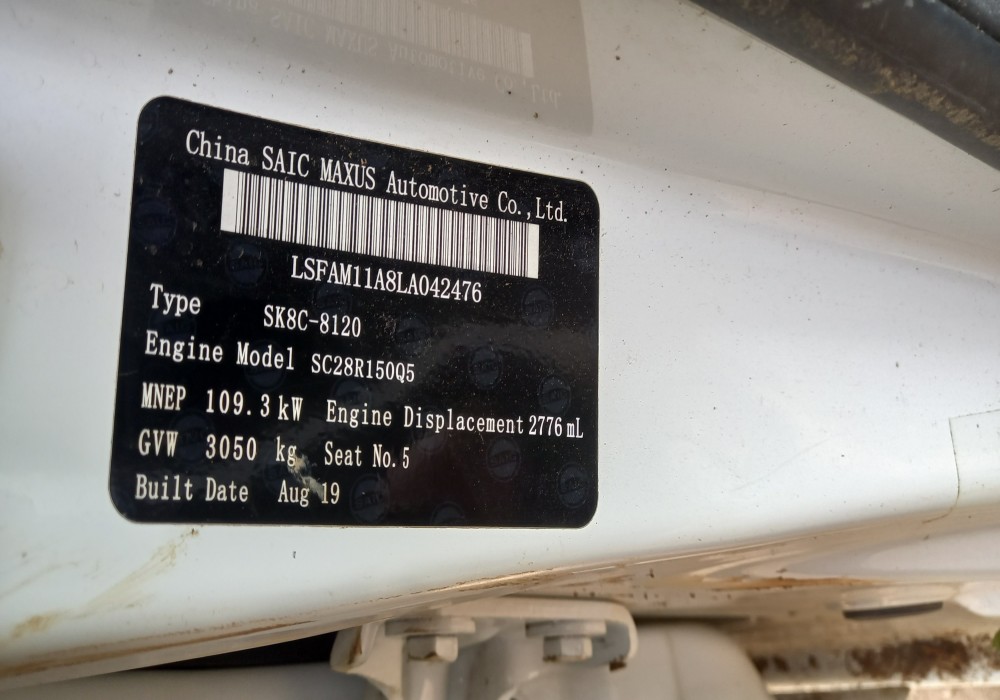 China SAIC MAXUS Automotive Co.,Ltd.
LSFAM11A8LA042476
Type SK8C-8120
Engine Model SC28R150Q5
MNEP 109.3kW Engine Displacement 2776mL
GVW 3050 kg Seat No.5
Built Date Aug 19